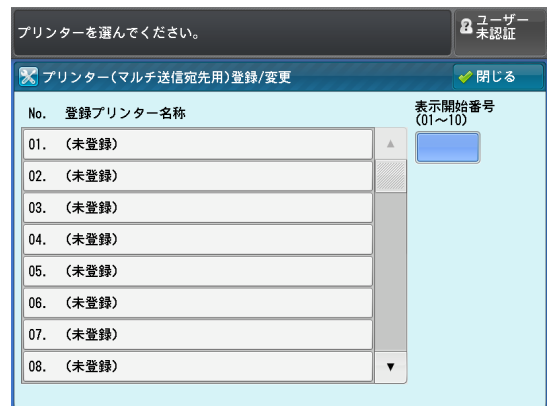 プリンターを選んでください。
ユーザー
未認証
プリンター(マルチ送信宛先用)登録/変更
閉じる
No. 登録プリンター名称
表示開始番号
(01～10)
01. (未登録)
02. (未登録)
03. (未登録)
04. (未登録)
05. (未登録)
06. (未登録)
07. (未登録)
08. (未登録)